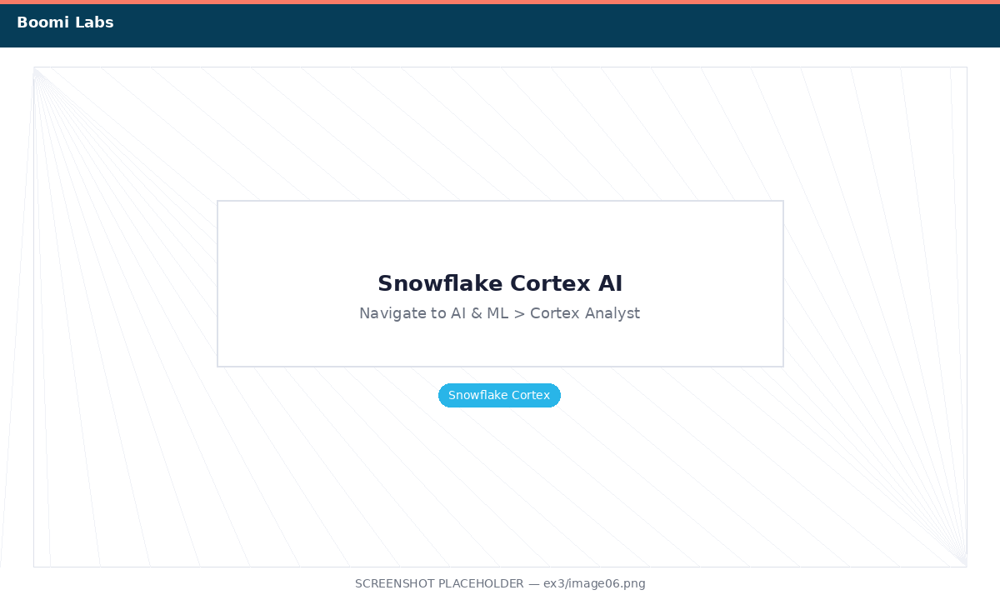 Boomi Labs
Snowflake Cortex AI
Navigate to AI & ML > Cortex Analyst
Snowflake Cortex
SCREENSHOT PLACEHOLDER — ex3/image06.png